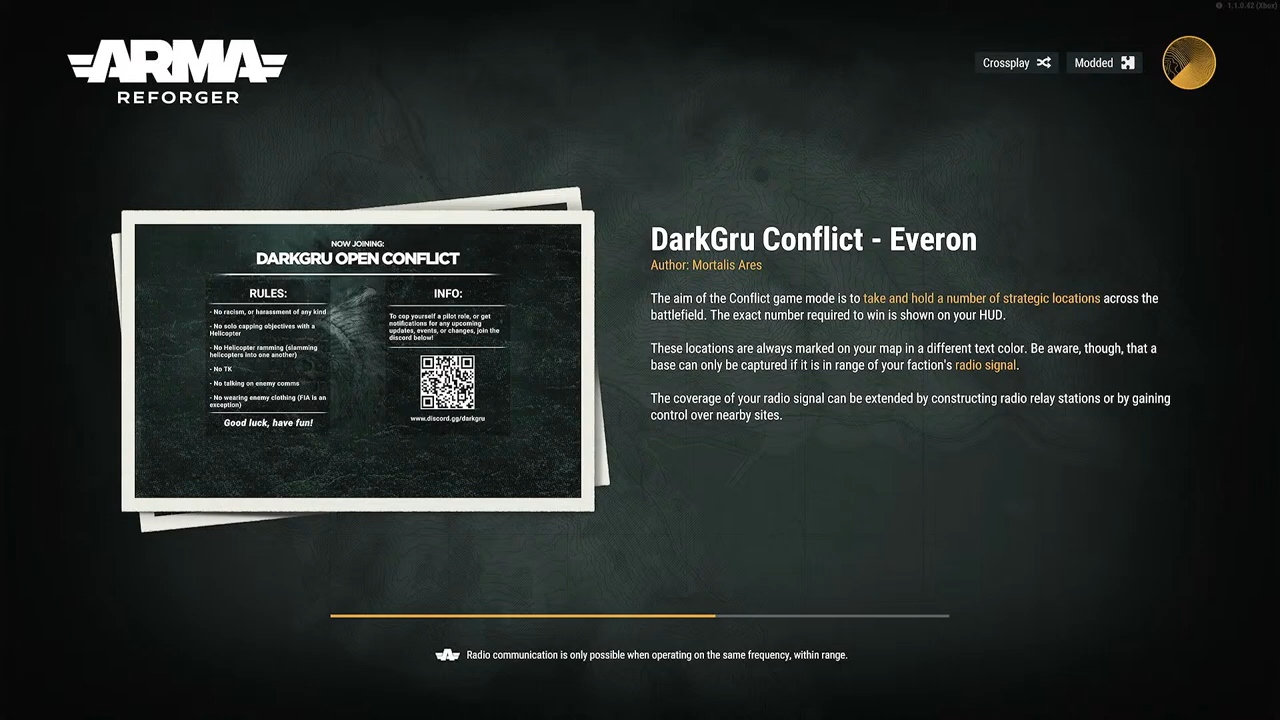 1.1.0.42 (Xbox)
ARMA
REFORGER
Crossplay
Modded
NOW JOINING:
DARKGRU OPEN CONFLICT
RULES:
- No racism, or harassment of any kind
- No solo capping objectives with a
Helicopter
- No Helicopter ramming (slamming
helicopters into one another)
- No TK
- No talking on enemy comms
- No wearing enemy clothing (FIA is an
exception)
Good luck, have fun!
INFO:
To cop yourself a pilot role, or get
notifications for any upcoming
updates, events, or changes, join the
discord below!
www.discord.gg/darkgru
DarkGru Conflict - Everon
Author: Mortalis Ares
The aim of the Conflict game mode is to take and hold a number of strategic locations across the
battlefield. The exact number required to win is shown on your HUD.
These locations are always marked on your map in a different text color. Be aware, though, that a
base can only be captured if it is in range of your faction's radio signal.
The coverage of your radio signal can be extended by constructing radio relay stations or by gaining
control over nearby sites.
Radio communication is only possible when operating on the same frequency, within range.